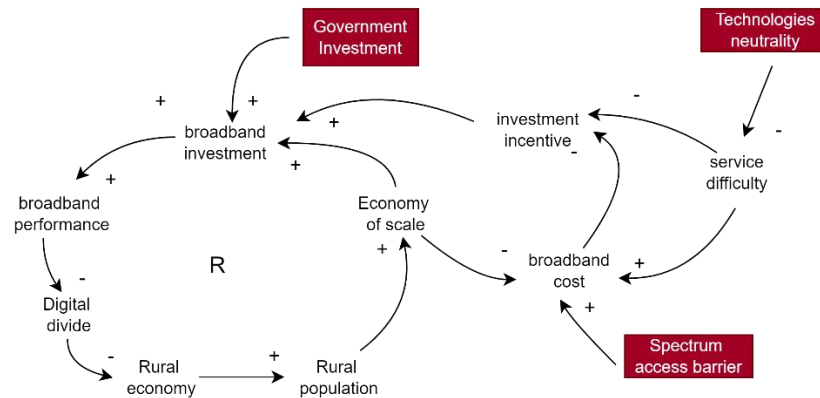 Government
Investment
Technologies
neutrality
+
+
-
+
broadband
investment
investment
incentive
-
+
-
service
difficulty
+
broadband
performance
Economy
of scale
+
R
-
broadband
cost
+
-
Digital
divide
+
-
Rural
economy
+
Rural
population
Spectrum
access barrier